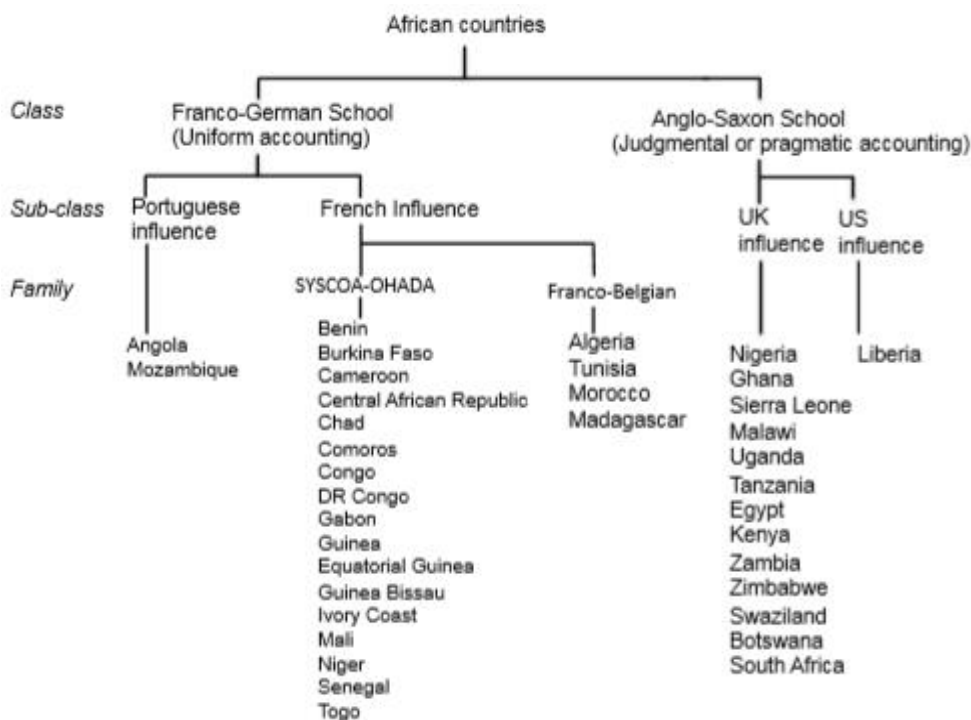 African countries
Class
Franco-German School
(Uniform accounting)
Anglo-Saxon School
(Judgmental or pragmatic accounting)
Sub-class
Portuguese
influence
French Influence
UK
influence
US
influence
Family
SYSCOA-OHADA
Franco-Belgian
Angola
Mozambique
Benin
Burkina Faso
Cameroon
Central African Republic
Chad
Comoros
Congo
DR Congo
Gabon
Guinea
Equatorial Guinea
Guinea Bissau
Ivory Coast
Mali
Niger
Senegal
Togo
Algeria
Tunisia
Morocco
Madagascar
Nigeria
Ghana
Sierra Leone
Malawi
Uganda
Tanzania
Egypt
Kenya
Zambia
Zimbabwe
Swaziland
Botswana
South Africa
Liberia